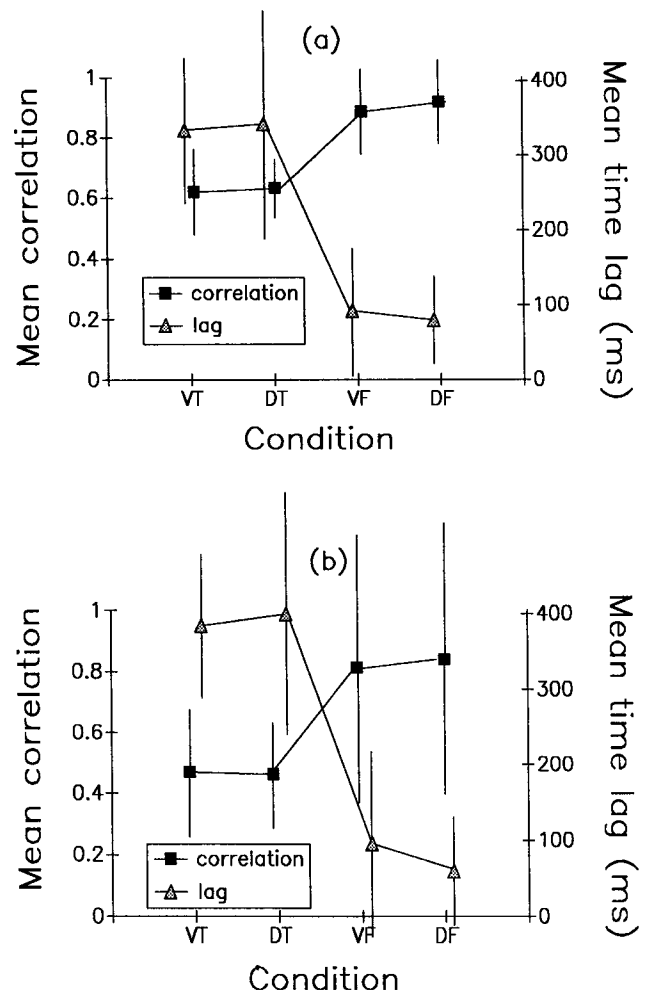 (a)
Mean correlation
1
0.8
0.6
0.4
0.2
0
400
300
200
100
0
Mean time lag (ms)
correlation
lag
VT DT VF DF
Condition
(b)
Mean correlation
1
0.8
0.6
0.4
0.2
0
400
300
200
100
0
Mean time lag (ms)
correlation
lag
VT DT VF DF
Condition